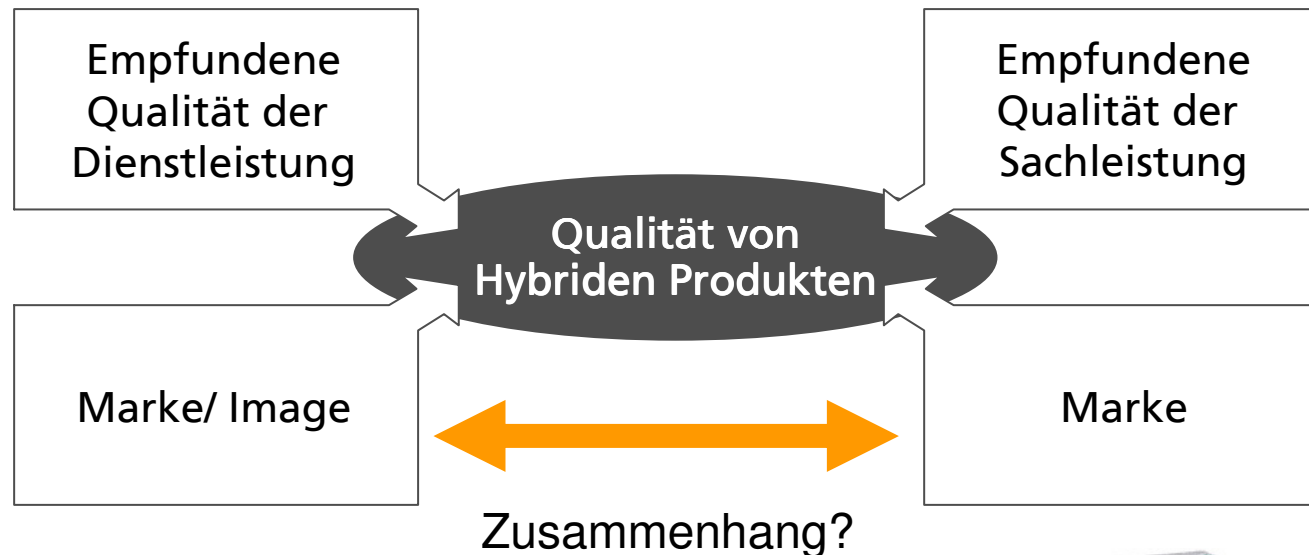 Empfundene
Qualität der
Dienstleistung
Empfundene
Qualität der
Sachleistung
Qualität von
Hybriden Produkten
Marke/ Image
Marke
Zusammenhang?